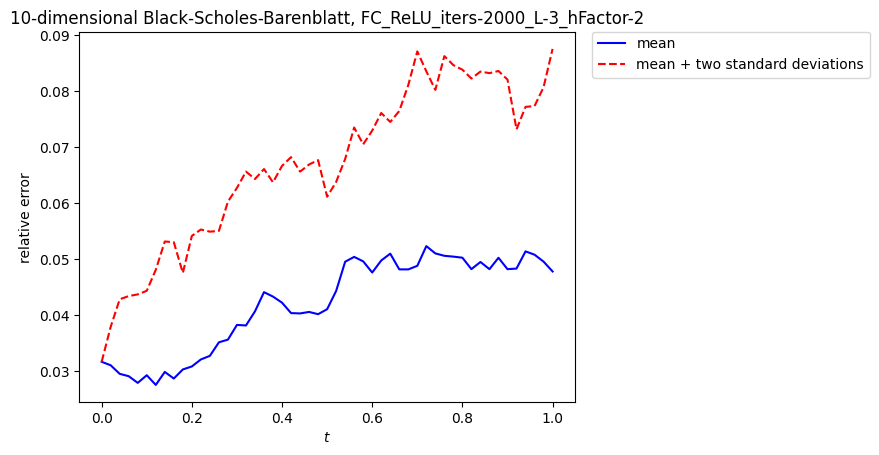 10-dimensional Black-Scholes-Barenblatt, FC_ReLU_iters-2000_L-3_hFactor-2
mean
mean + two standard deviations
relative error
0.09
0.08
0.07
0.06
0.05
0.04
0.03
0.0 0.2 0.4 0.6 0.8 1.0
t